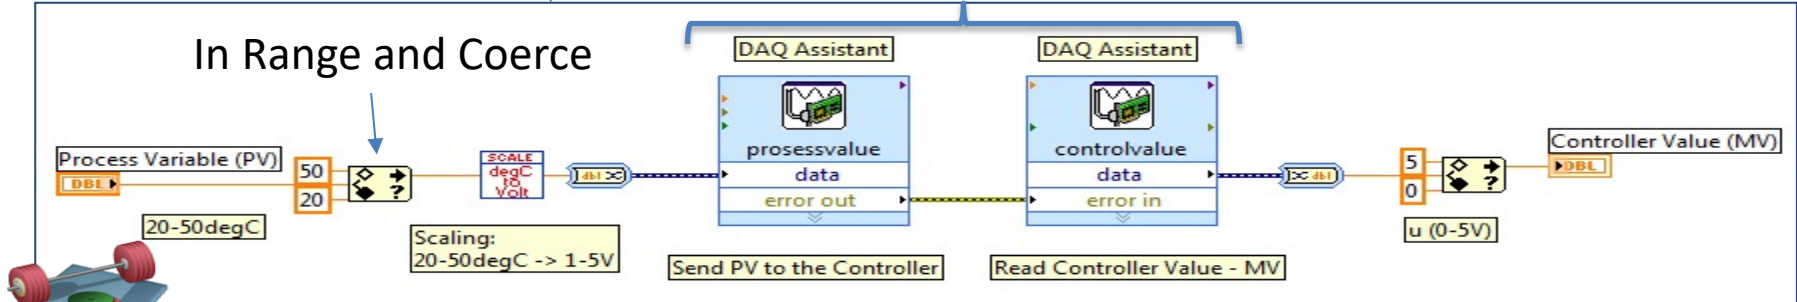 In Range and Coerce
DAQ Assistant
DAQ Assistant
Process Variable (PV)
DBL
50
20
?
20-50degC
SCALE
degC
to
Volt
Scaling:
20-50degC -> 1-5V
dbl
prosessvalue
data
error out
Send PV to the Controller
controlvalue
data
error in
Read Controller Value - MV
dbl
5
0
?
u (0-5V)
Controller Value (MV)
DBL